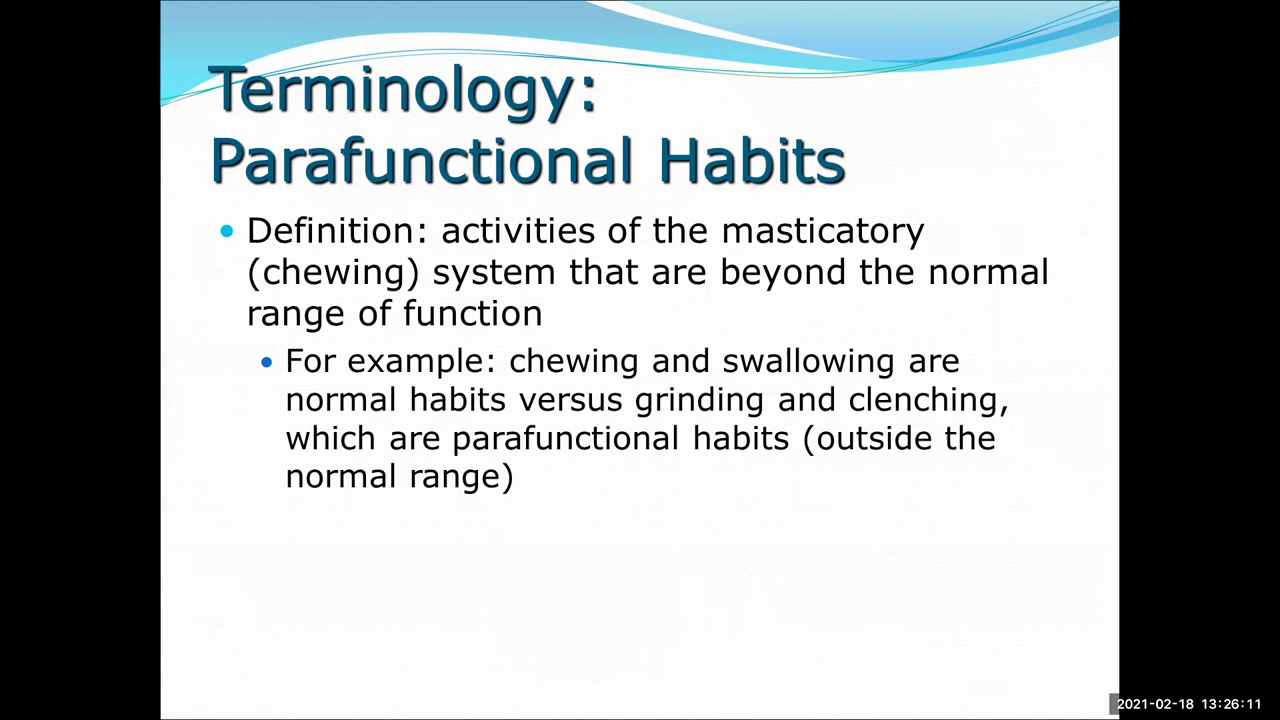 Terminology:
Parafunctional Habits
Definition: activities of the masticatory
(chewing) system that are beyond the normal
range of function
For example: chewing and swallowing are
normal habits versus grinding and clenching,
which are parafunctional habits (outside the
normal range)
2021-02-18 13:26:11